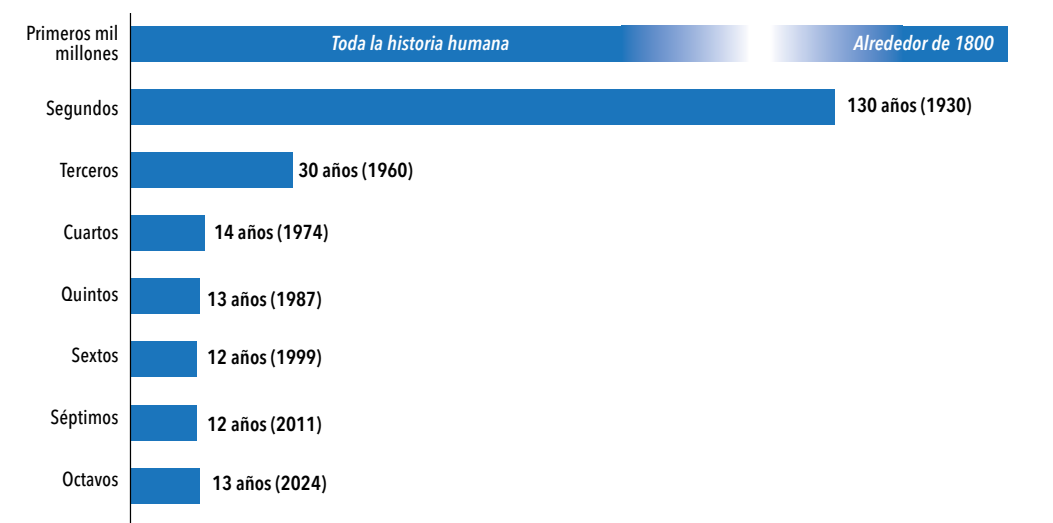 Primeros mil
millones
Toda la historia humana
Alrededor de 1800
Segundos
130 años (1930)
Terceros
30 años (1960)
Cuartos
14 años (1974)
Quintos
13 años (1987)
Sextos
12 años (1999)
Séptimos
12 años (2011)
Octavos
13 años (2024)